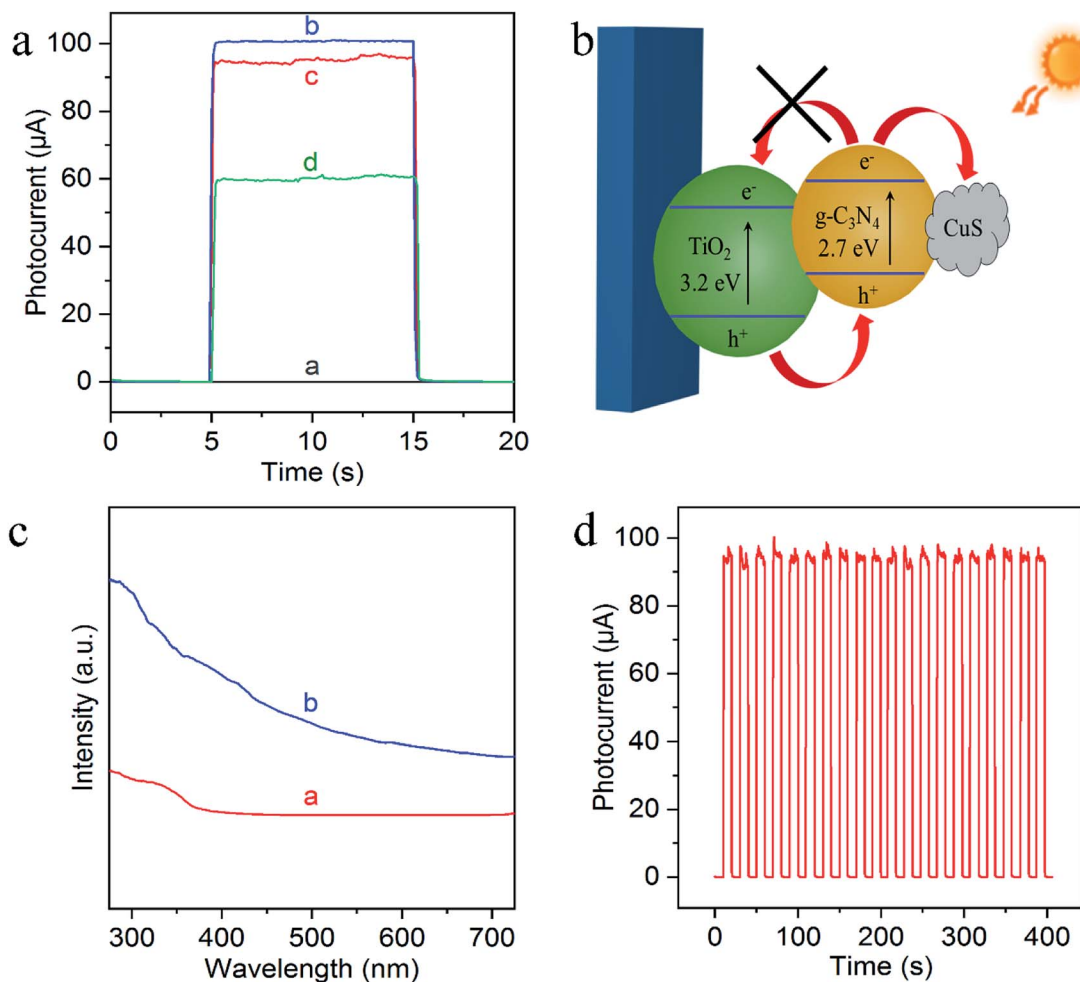 a
Photocurrent (μA)
100
80
60
40
20
0
b
c
d
a
0
5
10
15
20
Time (s)
b
e-
TiO2
3.2 eV
h+
e-
g-C3N4
2.7 eV
h+
CuS
c
Intensity (a.u.)
b
a
300
400
500
600
700
Wavelength (nm)
d
Photocurrent (μA)
100
80
60
40
20
0
0
100
200
300
400
Time (s)